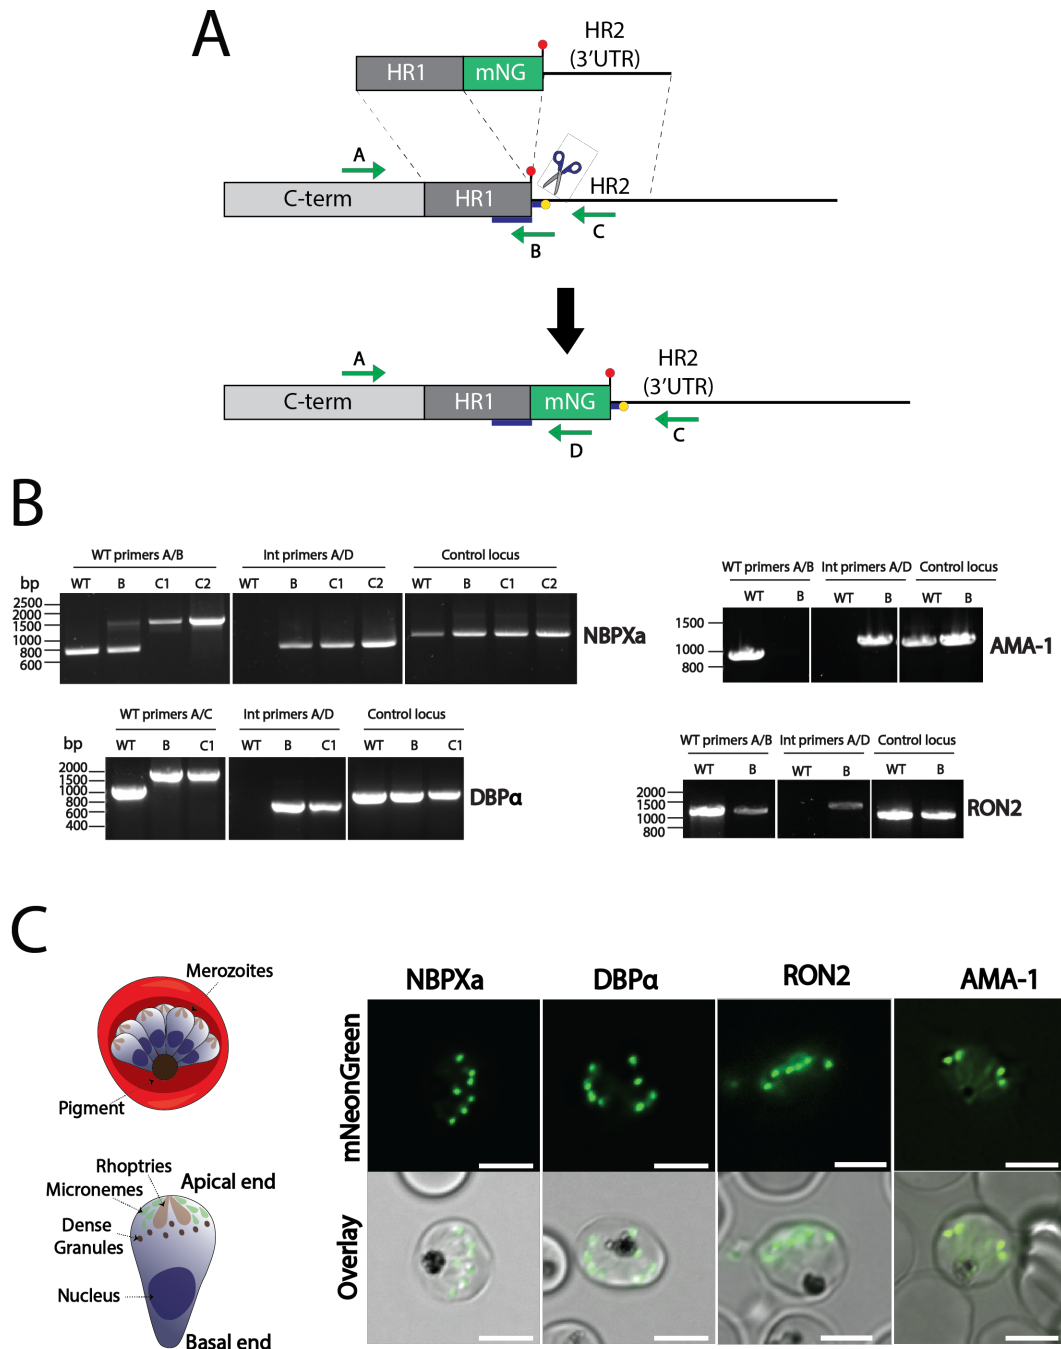 A
HR2
(3'UTR)
HR1
mNG
A
C-term
HR1
HR2
B
C
A
HR2
(3'UTR)
C-term
HR1
mNG
D
C
B
WT primers A/B
Int primers A/D
Control locus
bp
WT
B
C1
C2
WT
B
C1
C2
WT
B
C1
C2
2500
2000
1500
1000
800
600
NBPXa
WT primers A/B
Int primers A/D
Control locus
WT
B
WT
B
WT
B
1500
1000
800
AMA-1
WT primers A/C
Int primers A/D
Control locus
bp
WT
B
C1
WT
B
C1
WT
B
C1
2000
1500
1000
800
600
400
DBPα
WT primers A/B
Int primers A/D
Control locus
WT
B
WT
B
WT
B
2000
1500
1000
800
RON2
C
Merozoites
Pigment
Rhoptries
Micronemes
Apical end
Dense
Granules
Nucleus
Basal end
NBPXa
DBPα
RON2
AMA-1
mNeonGreen
Overlay